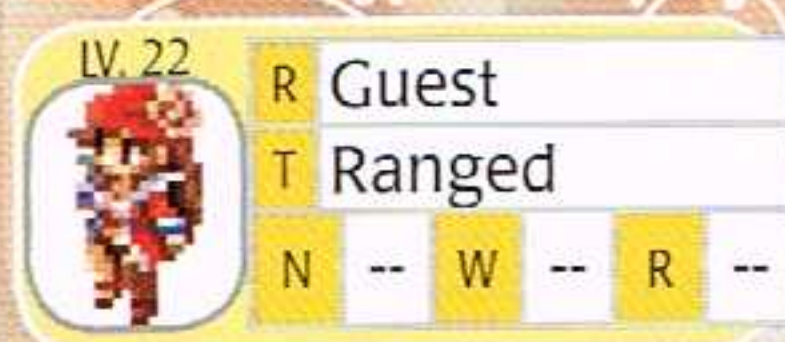 LV. 22
R Guest
T Ranged
N -- W -- R --